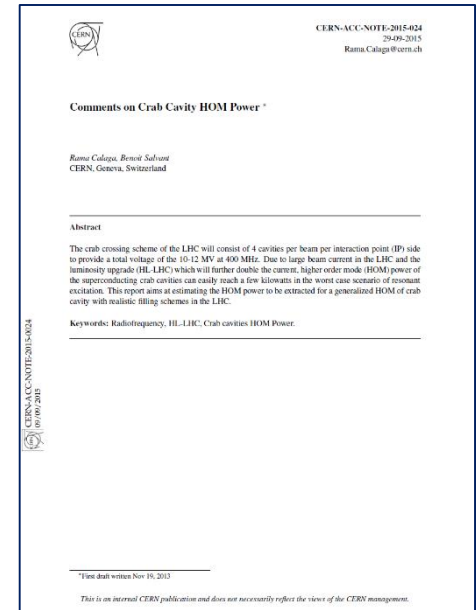 CERN
CERN-ACC-NOTE-2015-024
29-09-2015
Rama.Calaga@cern.ch
Comments on Crab Cavity HOM Power *
Rama Calaga, Benoit Salvant
CERN, Geneva, Switzerland
Abstract
The crab crossing scheme of the LHC will consist of 4 cavities per beam per interaction point (IP) side
to provide a total voltage of the 10-12 MV at 400 MHz. Due to large beam current in the LHC and the
luminosity upgrade (HL-LHC) which will further double the current, higher order mode (HOM) power of
the superconducting crab cavities can easily reach a few kilowatts in the worst case scenario of resonant
excitation. This report aims at estimating the HOM power to be extracted for a generalized HOM of crab
cavity with realistic filling schemes in the LHC.
Keywords: Radiofrequency, HL-LHC, Crab cavities HOM Power.
CERN-ACC-NOTE-2015-0024
09/09/2015
*First draft written Nov 19, 2013
This is an internal CERN publication and does not necessarily reflect the views of the CERN management.